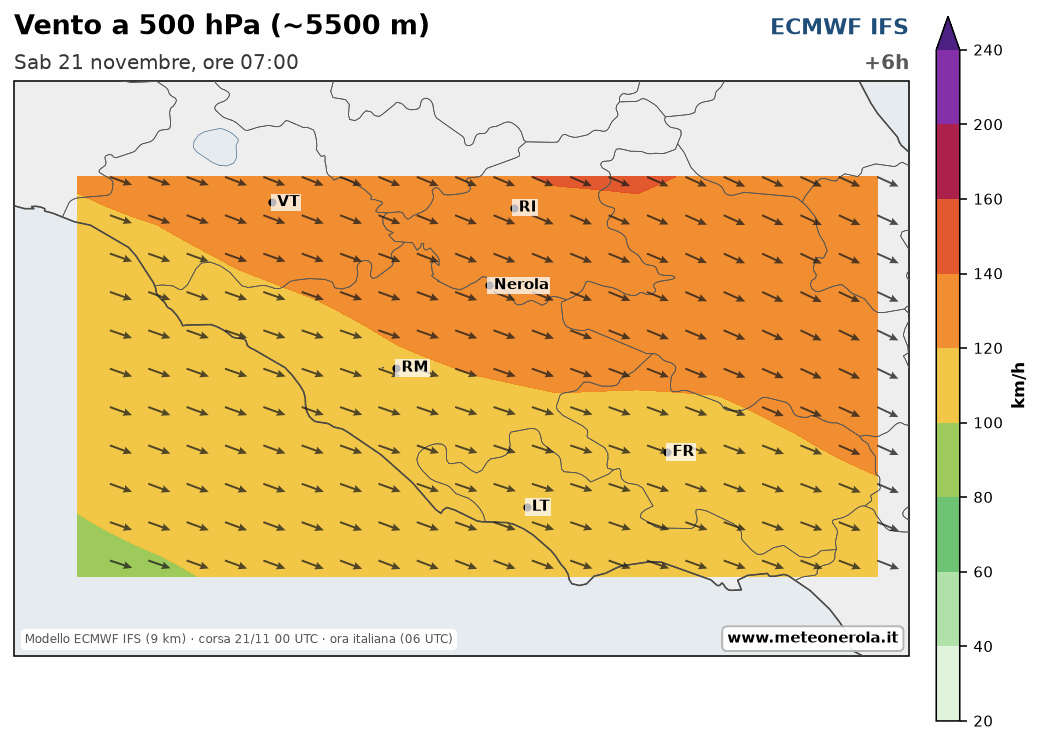 Vento a 500 hPa (~5500 m)
ECMWF IFS
Sab 21 novembre, ore 07:00
+6h
VT
RI
Nerola
RM
FR
LT
Modello ECMWF IFS (9 km) · corsa 21/11 00 UTC · ora italiana (06 UTC)
www.meteonerola.it
240
200
160
140
120
100
80
60
40
20
km/h